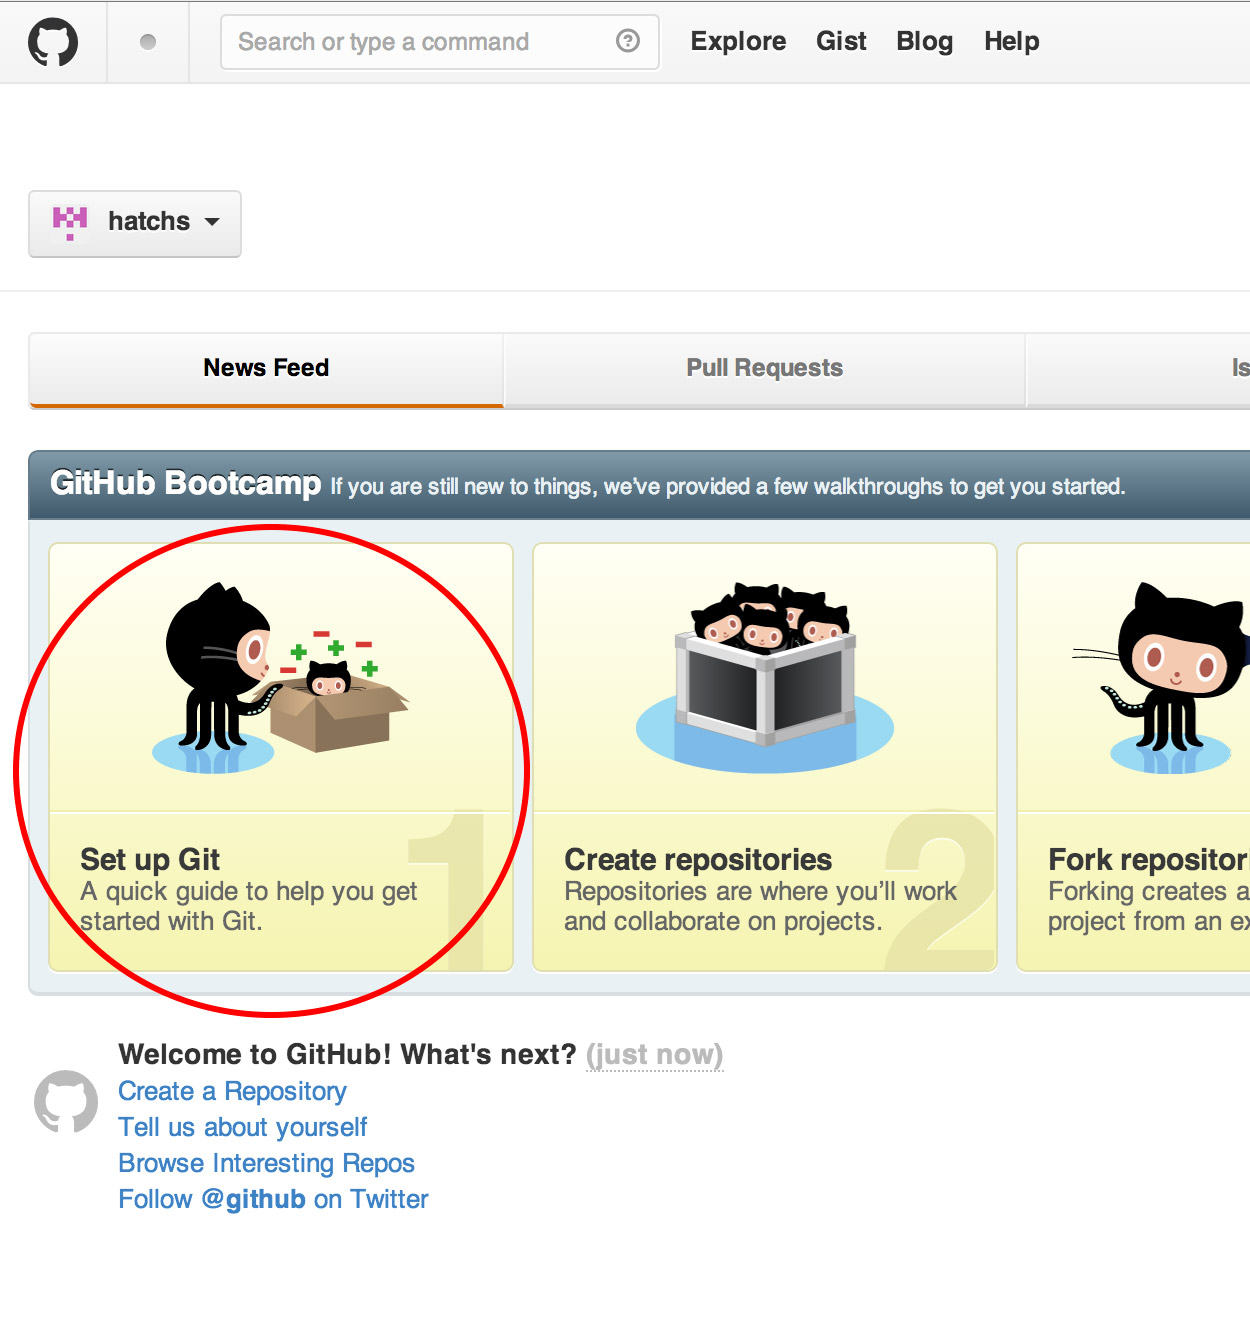 Search or type a command
Explore Gist Blog Help
hatchs
News Feed Pull Requests Is
GitHub Bootcamp If you are still new to things, we've provided a few walkthroughs to get you started.
1
Set up Git
A quick guide to help you get
started with Git.
2
Create repositories
Repositories are where you’ll work
and collaborate on projects.
Fork repositori
Forking creates a
project from an ex
Welcome to GitHub! What's next? (just now)
Create a Repository
Tell us about yourself
Browse Interesting Repos
Follow @github on Twitter